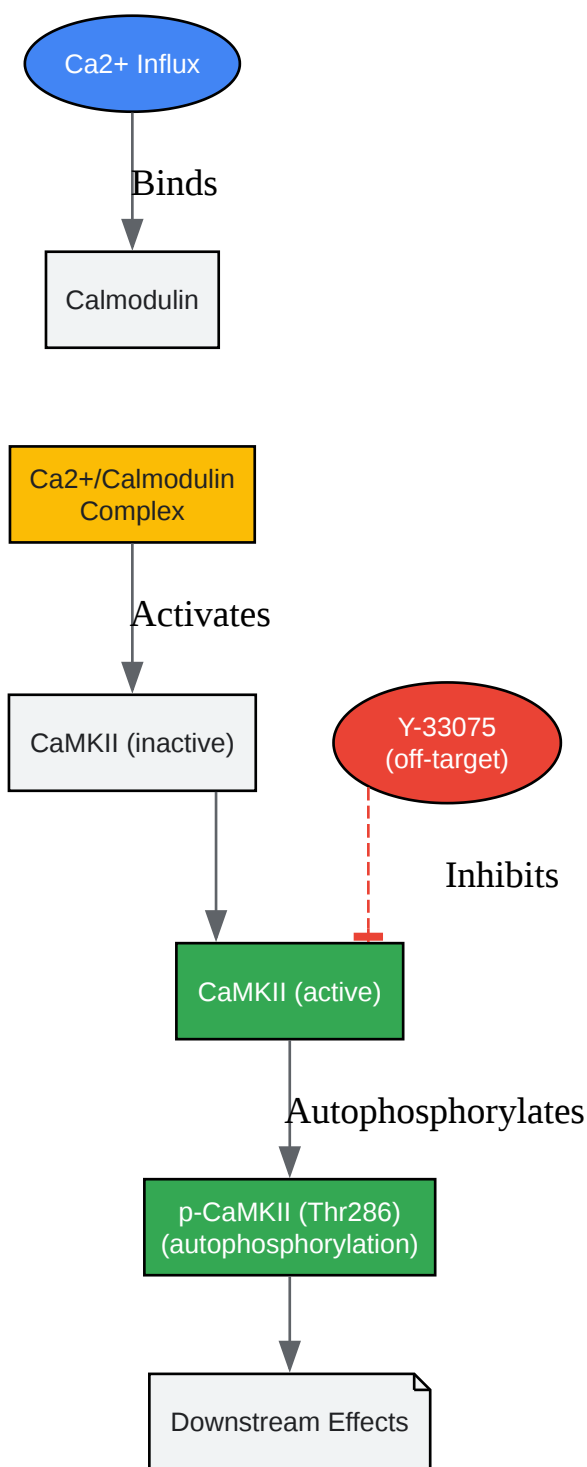 Ca2+ Influx
Binds
Calmodulin
Ca2+/Calmodulin
Complex
Activates
CaMKII (inactive)
Y-33075
(off-target)
Inhibits
CaMKII (active)
Autophosphorylates
p-CaMKII (Thr286)
(autophosphorylation)
Downstream Effects